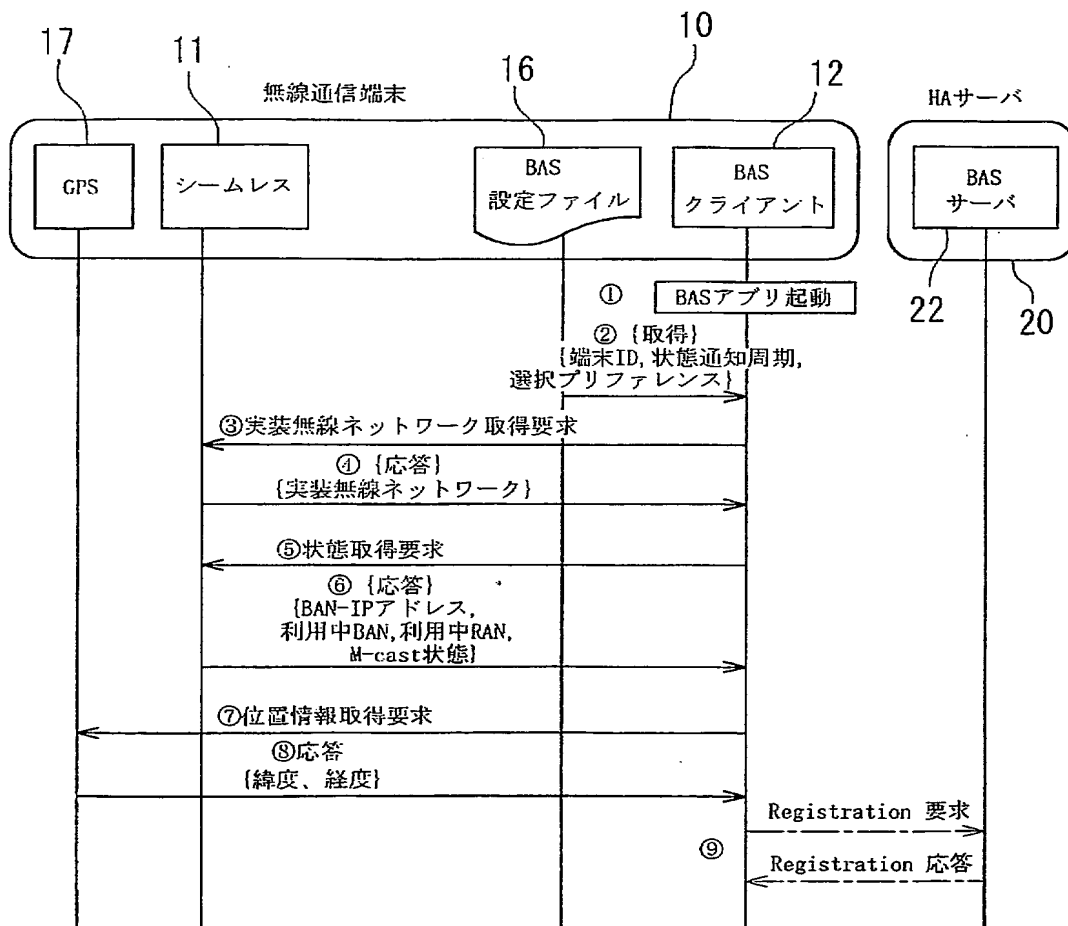 17
11
16
10
12
無線通信端末
HAサーバ
GPS
シームレス
BAS
設定ファイル
BAS
クライアント
BAS
サーバ
22
20
① BASアプリ起動
② {取得}
{端末ID,状態通知周期,
選択プリファレンス}
③実装無線ネットワーク取得要求
④ {応答}
{実装無線ネットワーク}
⑤状態取得要求
⑥ {応答}
{BAN-IPアドレス,
利用中BAN,利用中RAN,
M-cast状態}
⑦位置情報取得要求
⑧応答
{緯度、経度}
Registration 要求
⑨
Registration 応答